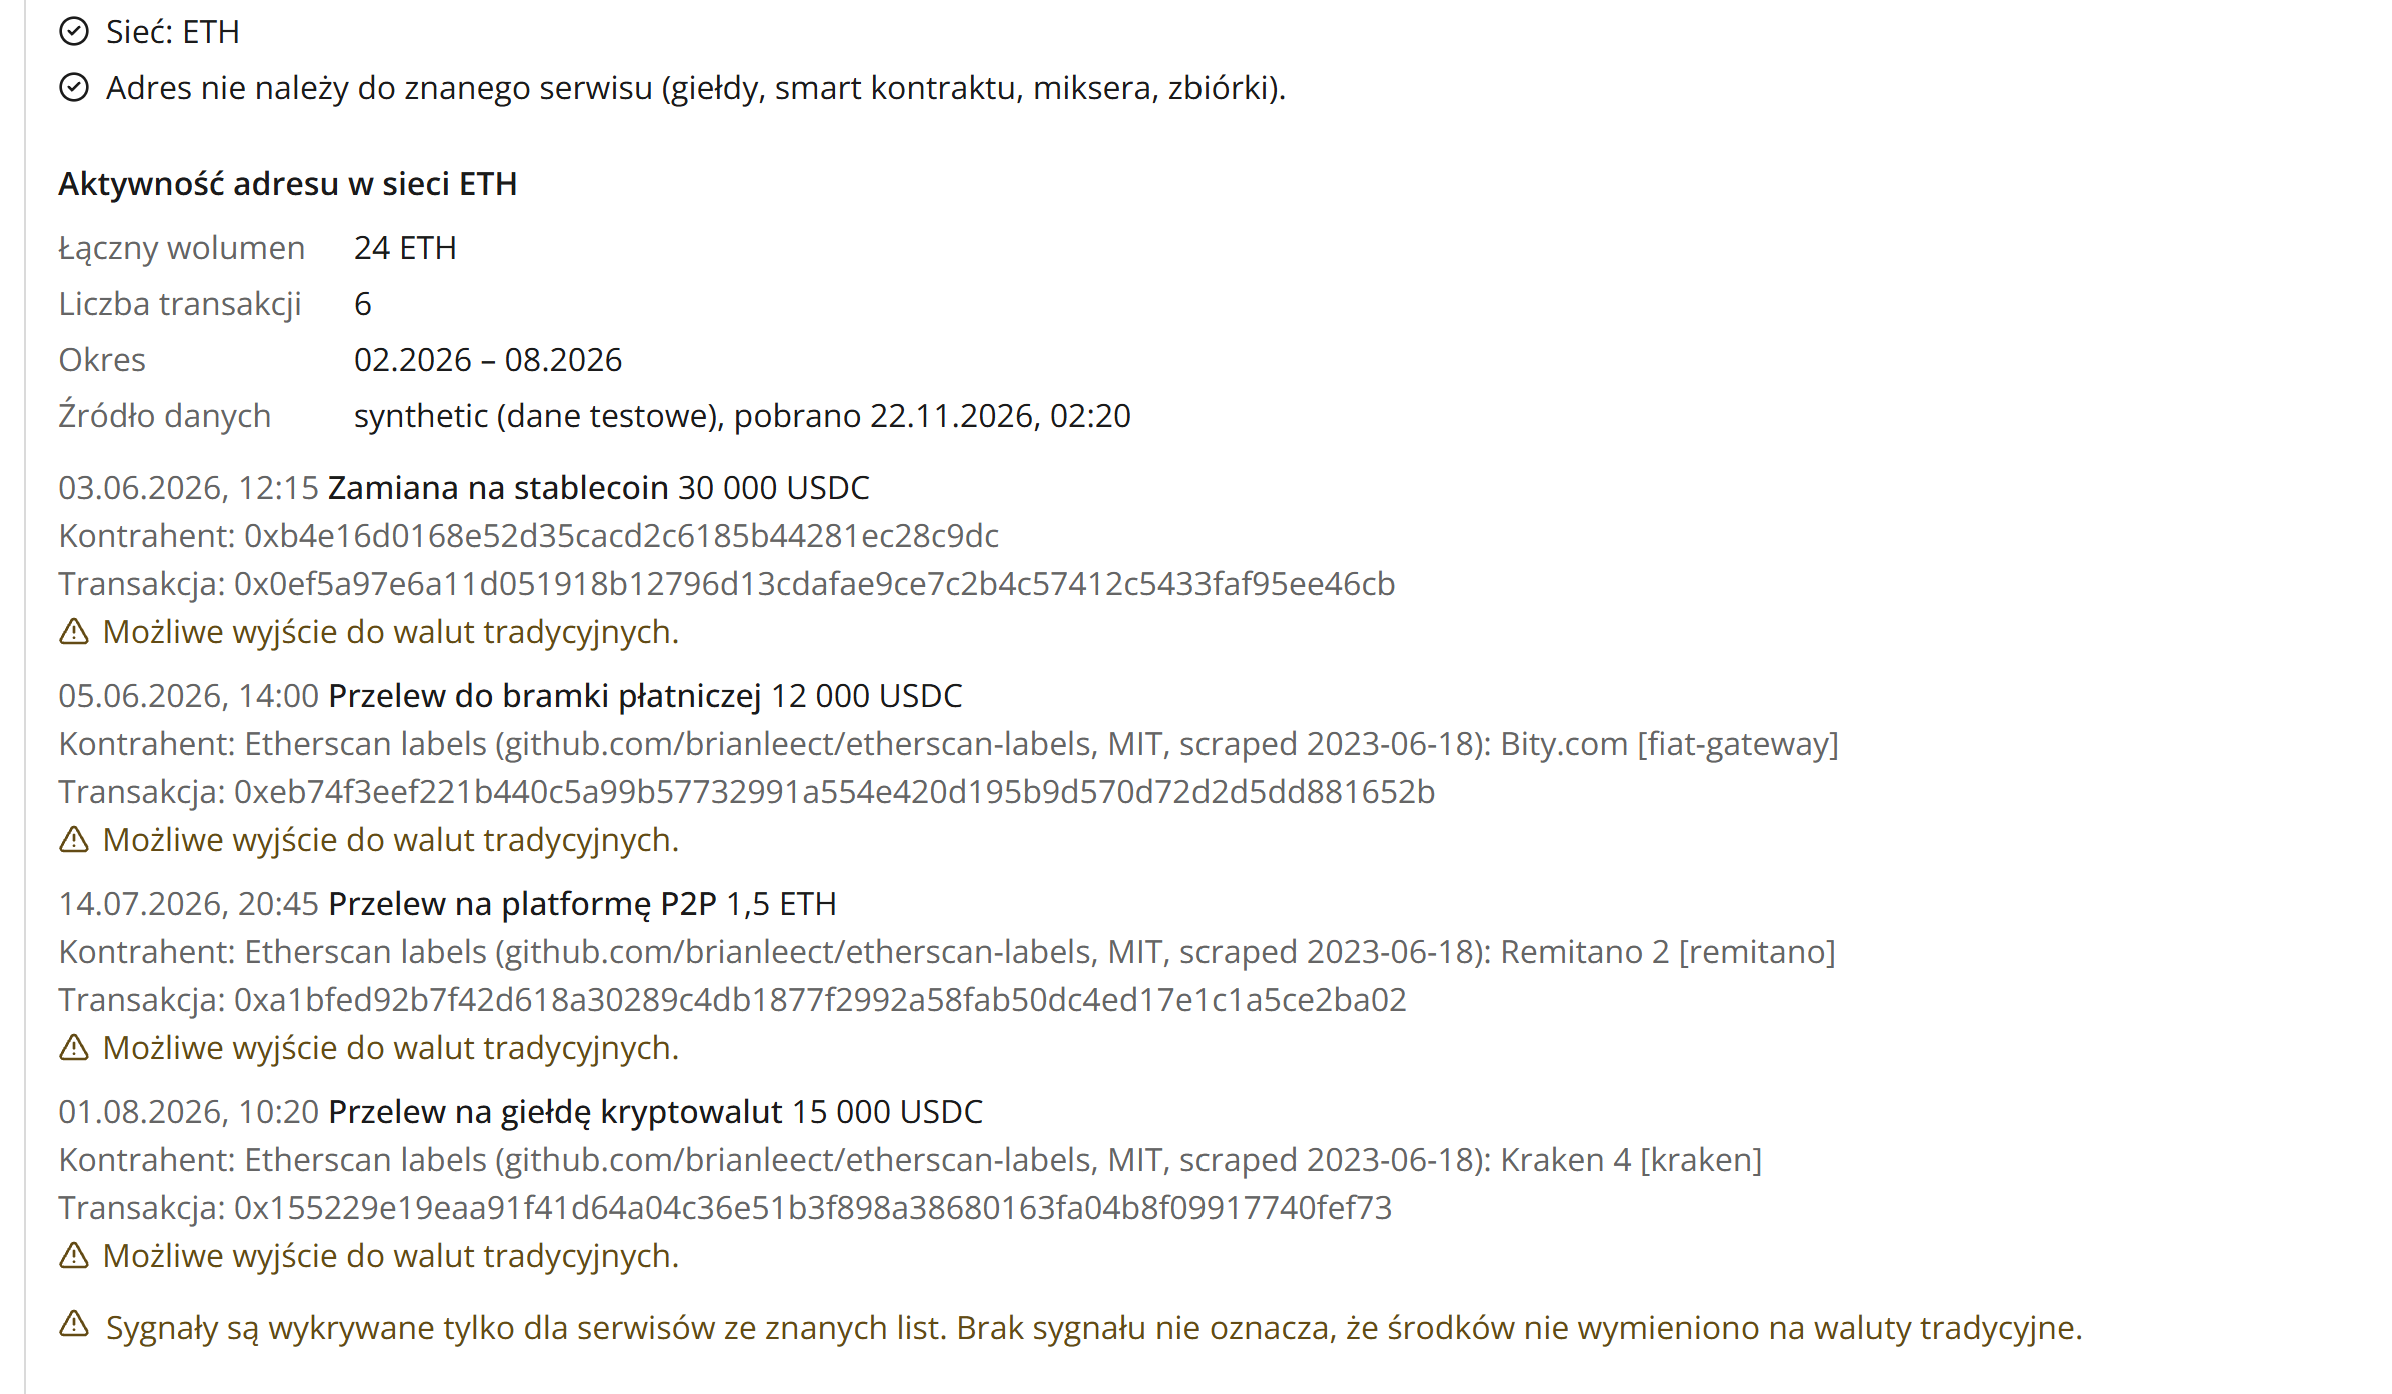 Sieć: ETH
Adres nie należy do znanego serwisu (giełdy, smart kontraktu, miksera, zbiórki).
Aktywność adresu w sieci ETH
Łączny wolumen 24 ETH
Liczba transakcji 6
Okres 02.2026 – 08.2026
Źródło danych synthetic (dane testowe), pobrano 22.11.2026, 02:20
03.06.2026, 12:15 Zamiana na stablecoin 30 000 USDC
Kontrahent: 0xb4e16d0168e52d35cacd2c6185b44281ec28c9dc
Transakcja: 0x0ef5a97e6a11d051918b12796d13cdafae9ce7c2b4c57412c5433faf95ee46cb
Możliwe wyjście do walut tradycyjnych.
05.06.2026, 14:00 Przelew do bramki płatniczej 12 000 USDC
Kontrahent: Etherscan labels (github.com/brianleect/etherscan-labels, MIT, scraped 2023-06-18): Bity.com [fiat-gateway]
Transakcja: 0xeb74f3eef221b440c5a99b57732991a554e420d195b9d570d72d2d5dd881652b
Możliwe wyjście do walut tradycyjnych.
14.07.2026, 20:45 Przelew na platformę P2P 1,5 ETH
Kontrahent: Etherscan labels (github.com/brianleect/etherscan-labels, MIT, scraped 2023-06-18): Remitano 2 [remitano]
Transakcja: 0xa1bfed92b7f42d618a30289c4db1877f2992a58fab50dc4ed17e1c1a5ce2ba02
Możliwe wyjście do walut tradycyjnych.
01.08.2026, 10:20 Przelew na giełdę kryptowalut 15 000 USDC
Kontrahent: Etherscan labels (github.com/brianleect/etherscan-labels, MIT, scraped 2023-06-18): Kraken 4 [kraken]
Transakcja: 0x155229e19eaa91f41d64a04c36e51b3f898a38680163fa04b8f09917740fef73
Możliwe wyjście do walut tradycyjnych.
Sygnały są wykrywane tylko dla serwisów ze znanych list. Brak sygnału nie oznacza, że środków nie wymieniono na waluty tradycyjne.